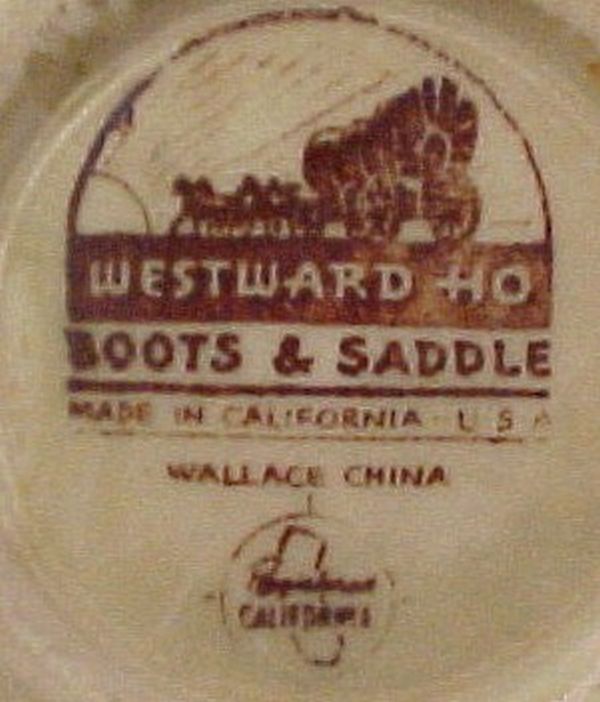 WESTWARD HO
BOOTS & SADDLE
MADE IN CALIFORNIA U S A
WALLACE CHINA
CALIFORNIA